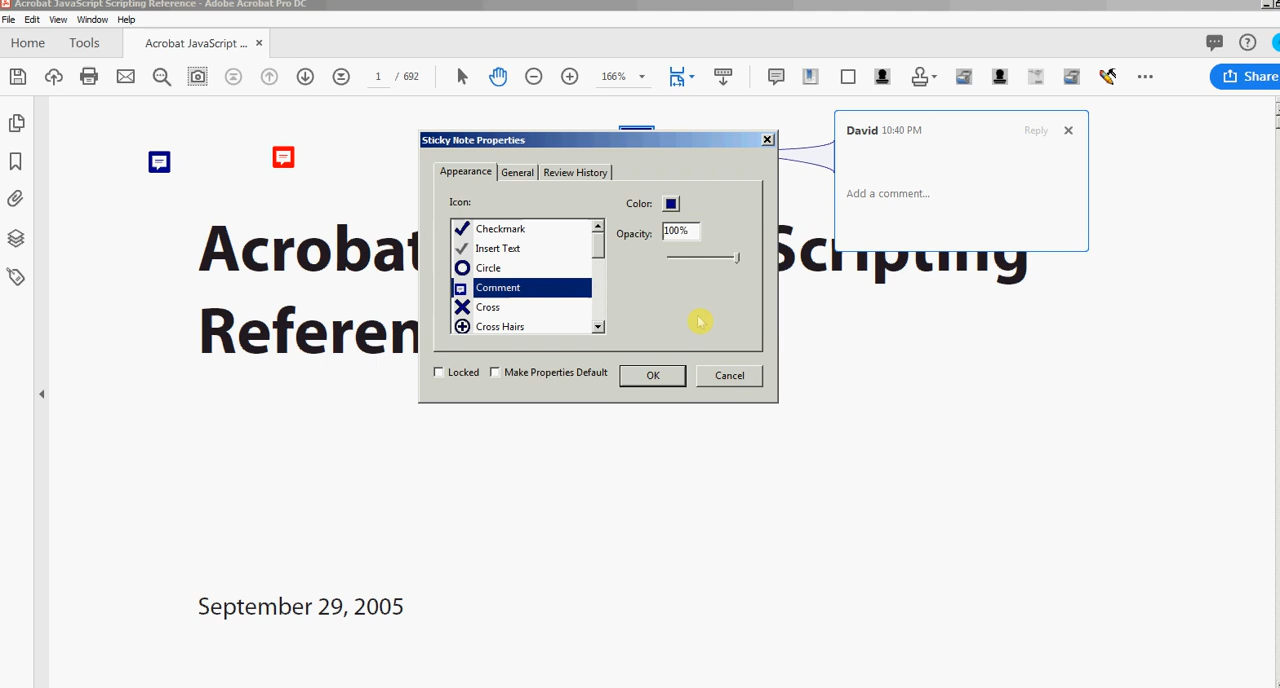 Acrobat JavaScript Scripting Reference - Adobe Acrobat Pro DC
File Edit View Window Help
Home Tools Acrobat JavaScript ... ×
1 / 692 166% Share
David 10:40 PM Reply
Add a comment...
Sticky Note Properties
Appearance General Review History
Icon:
Color:
Checkmark
Opacity: 100%
Insert Text
Circle
Comment
Cross
Cross Hairs
Locked Make Properties Default OK Cancel
Acrobat Scripting
Referen
September 29, 2005